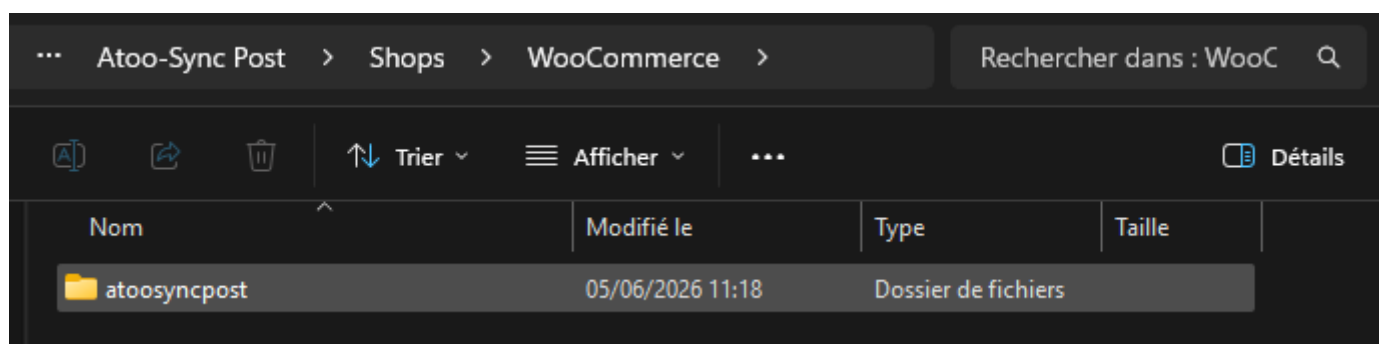 ··· Atoo-Sync Post > Shops > WooCommerce > Rechercher dans : WooC
A Trier Afficher ··· Détails
Nom Modifié le Type Taille
atoosyncpost 05/06/2026 11:18 Dossier de fichiers